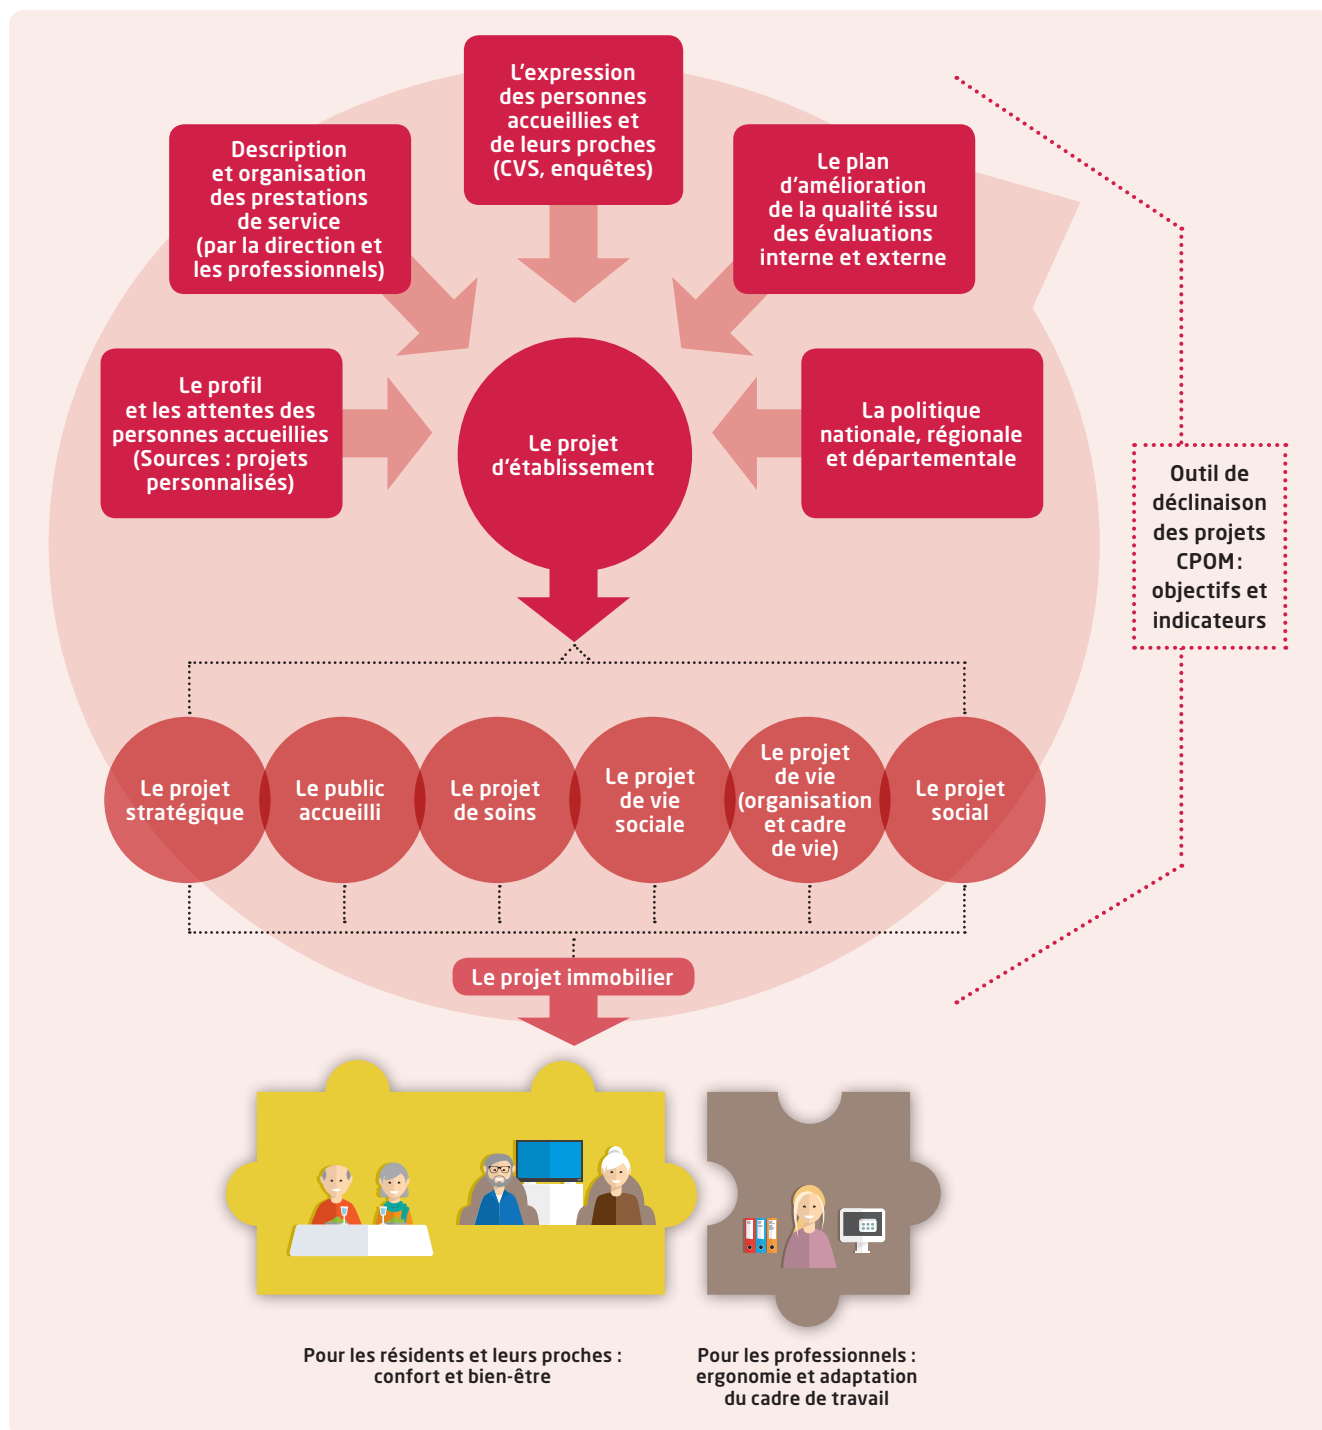 L'expression
des personnes
accueillies et
de leurs proches
(CVS, enquêtes)
Description
et organisation
des prestations
de service
(par la direction et
les professionnels)
Le plan
d'amélioration
de la qualité issu
des évaluations
interne et externe
Le profil
et les attentes des
personnes accueillies
(Sources : projets
personnalisés)
Le projet
d'établissement
La politique
nationale, régionale
et départementale
Outil de
déclinaison
des projets
CPOM :
objectifs et
indicateurs
Le projet
stratégique
Le public
accueilli
Le projet
de soins
Le projet
de vie
sociale
Le projet
de vie
(organisation
et cadre
de vie)
Le projet
social
Le projet immobilier
Pour les résidents et leurs proches :
confort et bien-être
Pour les professionnels :
ergonomie et adaptation
du cadre de travail